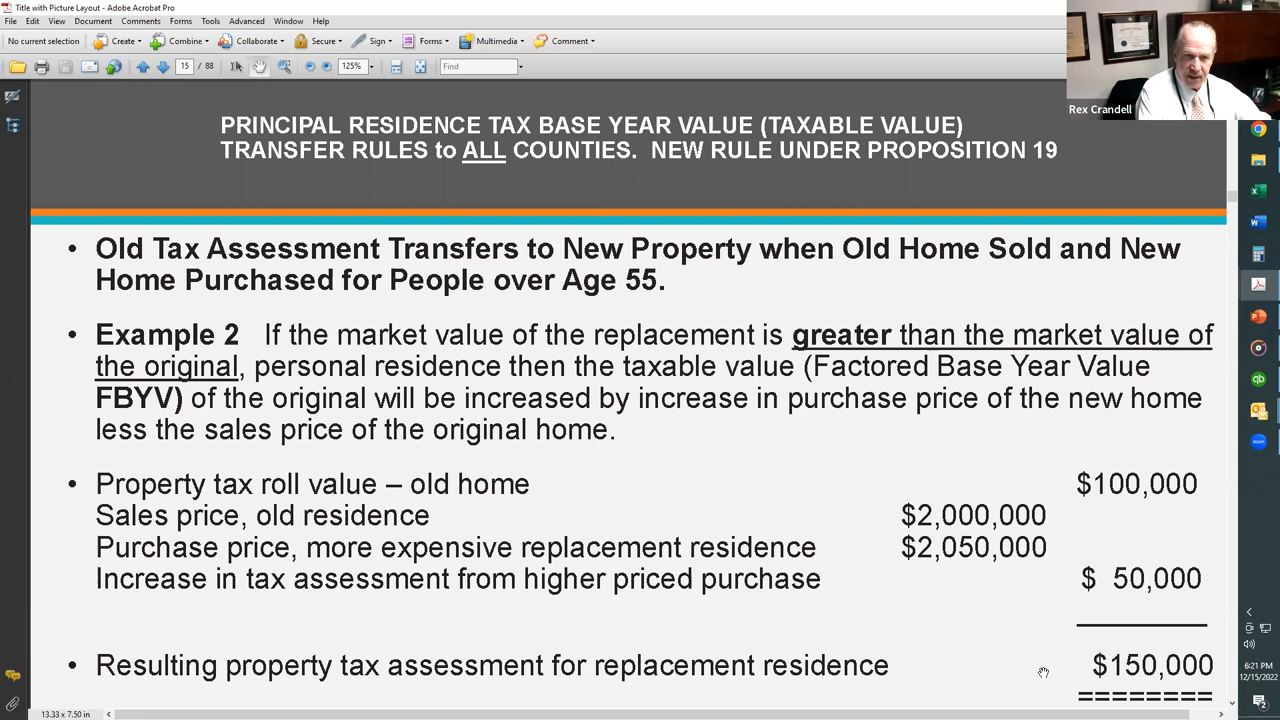 Title with Picture Layout - Adobe Acrobat Pro
File Edit View Document Comments Forms Tools Advanced Window Help
No current selection Create Combine Collaborate Secure Sign Forms Multimedia Comment
15 / 88 125% Find
Rex Crandell
PRINCIPAL RESIDENCE TAX BASE YEAR VALUE (TAXABLE VALUE)
TRANSFER RULES to ALL COUNTIES. NEW RULE UNDER PROPOSITION 19
• Old Tax Assessment Transfers to New Property when Old Home Sold and New
Home Purchased for People over Age 55.
• Example 2 If the market value of the replacement is greater than the market value of
the original, personal residence then the taxable value (Factored Base Year Value
FBYV) of the original will be increased by increase in purchase price of the new home
less the sales price of the original home.
• Property tax roll value – old home $100,000
Sales price, old residence $2,000,000
Purchase price, more expensive replacement residence $2,050,000
Increase in tax assessment from higher priced purchase $ 50,000
• Resulting property tax assessment for replacement residence $150,000
========
6:21 PM
12/15/2022
13.33 x 7.50 in